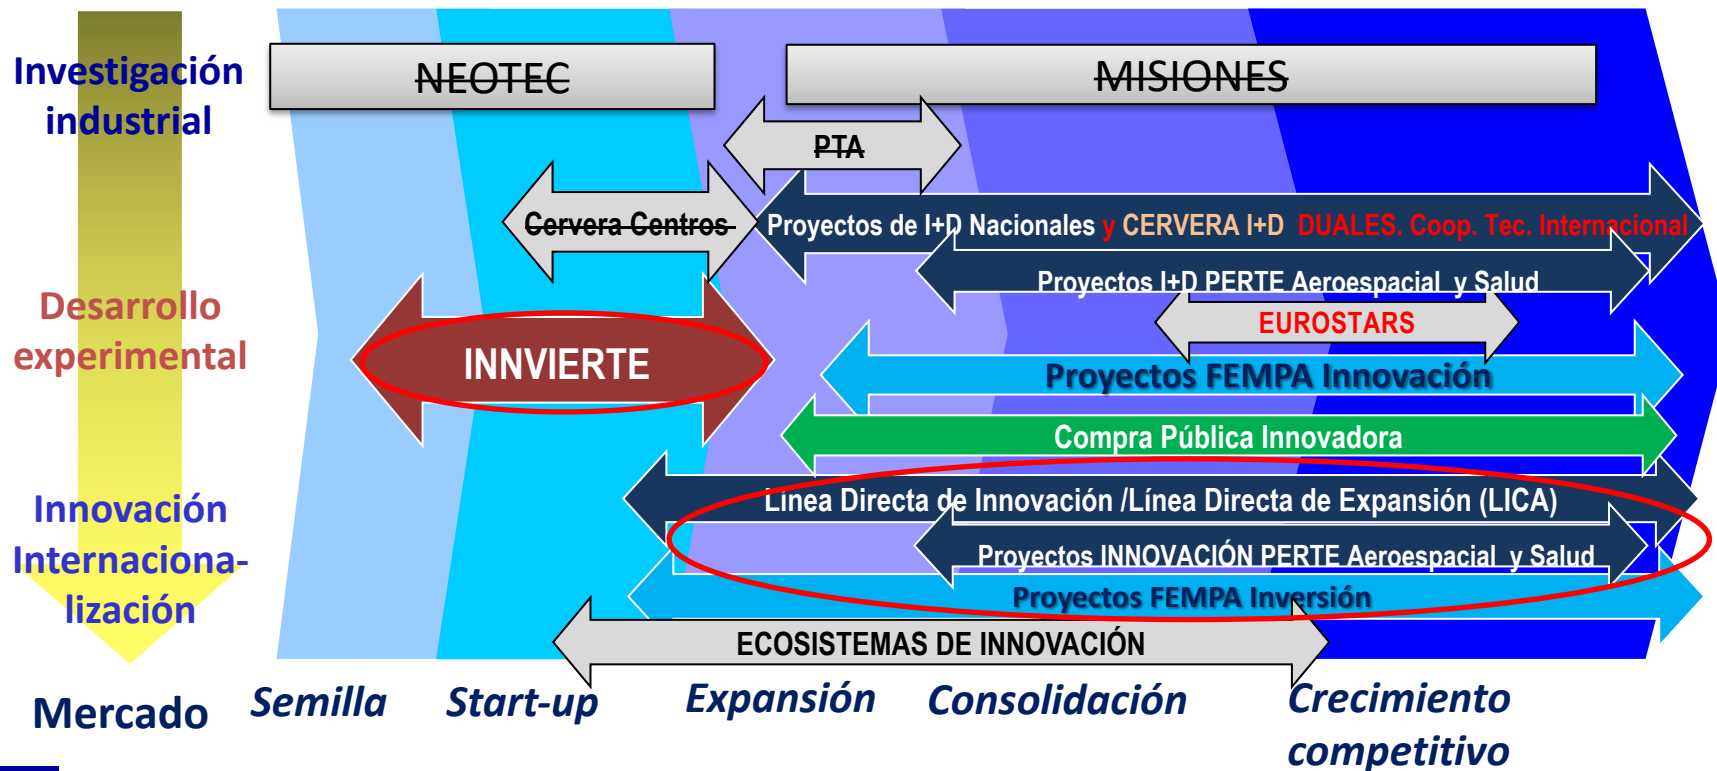 Investigación
industrial
NEOTEC
MISIONES
PTA
Cervera Centros
Proyectos de I+D Nacionales y CERVERA I+D DUALES. Coop. Tec. Internacional
Proyectos I+D PERTE Aeroespacial y Salud
Desarrollo
experimental
EUROSTARS
INNVIERTE
Proyectos FEMPA Innovación
Compra Pública Innovadora
Innovación
Internaciona-
lización
Línea Directa de Innovación /Línea Directa de Expansión (LICA)
Proyectos INNOVACIÓN PERTE Aeroespacial y Salud
Proyectos FEMPA Inversión
ECOSISTEMAS DE INNOVACIÓN
Mercado
Semilla
Start-up
Expansión
Consolidación
Crecimiento
competitivo